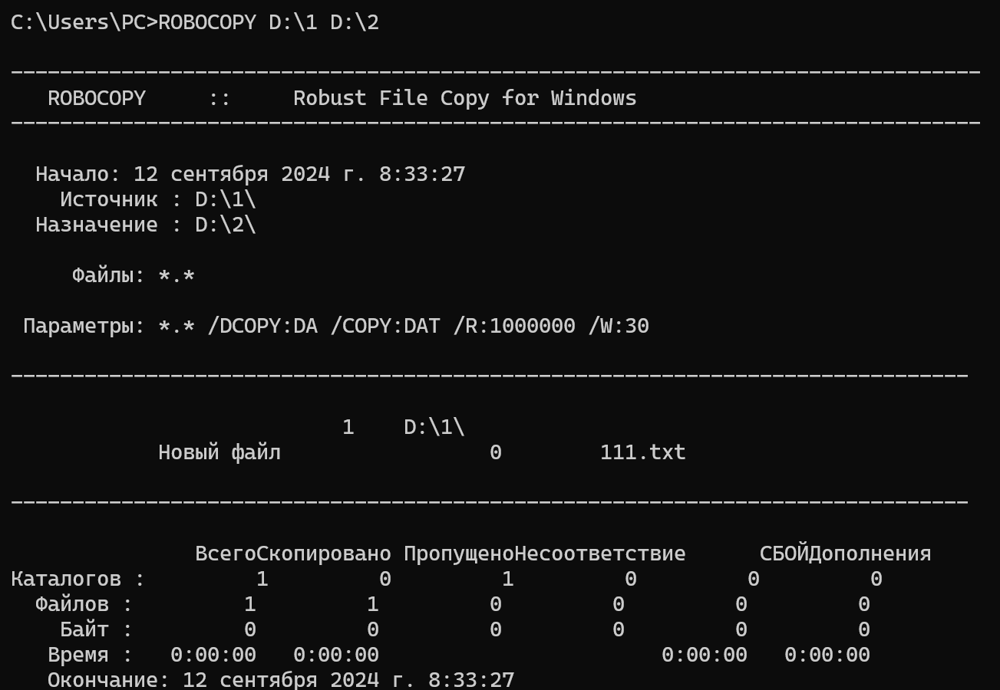 C:\Users\PC>ROBOCOPY D:\1 D:\2
-------------------------------------------------------------------------------
   ROBOCOPY     ::     Robust File Copy for Windows
-------------------------------------------------------------------------------
  Начало: 12 сентября 2024 г. 8:33:27
    Источник : D:\1\
  Назначение : D:\2\
     Файлы: *.*
 Параметры: *.* /DCOPY:DA /COPY:DAT /R:1000000 /W:30
------------------------------------------------------------------------------
                           1    D:\1\
            Новый файл                 0        111.txt
------------------------------------------------------------------------------
               ВсегоСкопировано ПропущеноНесоответствие      СБОЙДополнения
Каталогов :         1         0         1         0         0         0
  Файлов :         1         1         0         0         0         0
    Байт :         0         0         0         0         0         0
   Время :   0:00:00   0:00:00                       0:00:00   0:00:00
   Окончание: 12 сентября 2024 г. 8:33:27